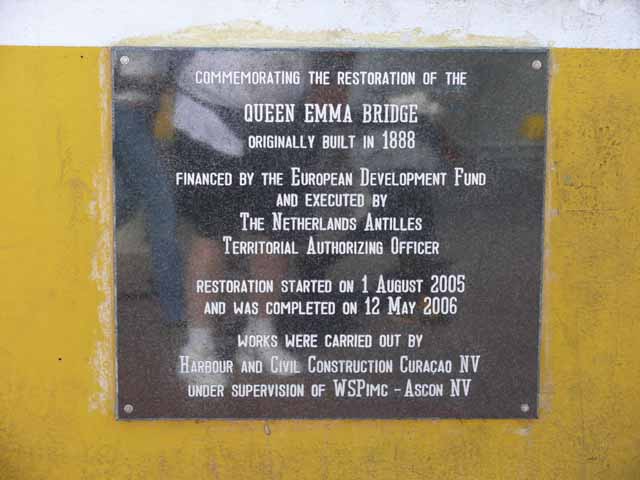 COMMEMORATING THE RESTORATION OF THE
QUEEN EMMA BRIDGE
ORIGINALLY BUILT IN 1888
FINANCED BY THE EUROPEAN DEVELOPMENT FUND
AND EXECUTED BY
THE NETHERLANDS ANTILLES
TERRITORIAL AUTHORIZING OFFICER
RESTORATION STARTED ON 1 AUGUST 2005
AND WAS COMPLETED ON 12 MAY 2006
WORKS WERE CARRIED OUT BY
HARBOUR AND CIVIL CONSTRUCTION CURAÇAO NV
UNDER SUPERVISION OF WSPIMC - ASCON NV